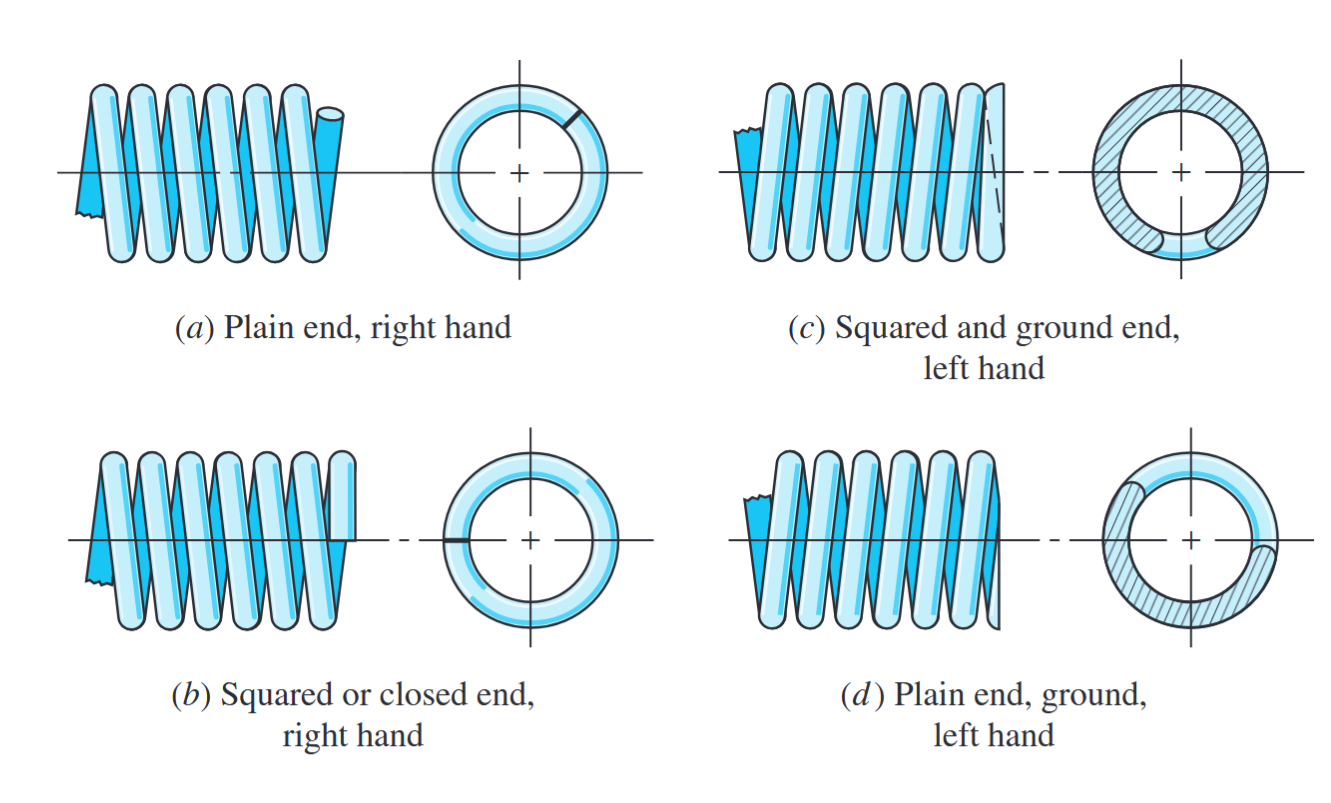 (a) Plain end, right hand
(c) Squared and ground end,
left hand
(b) Squared or closed end,
right hand
(d) Plain end, ground,
left hand